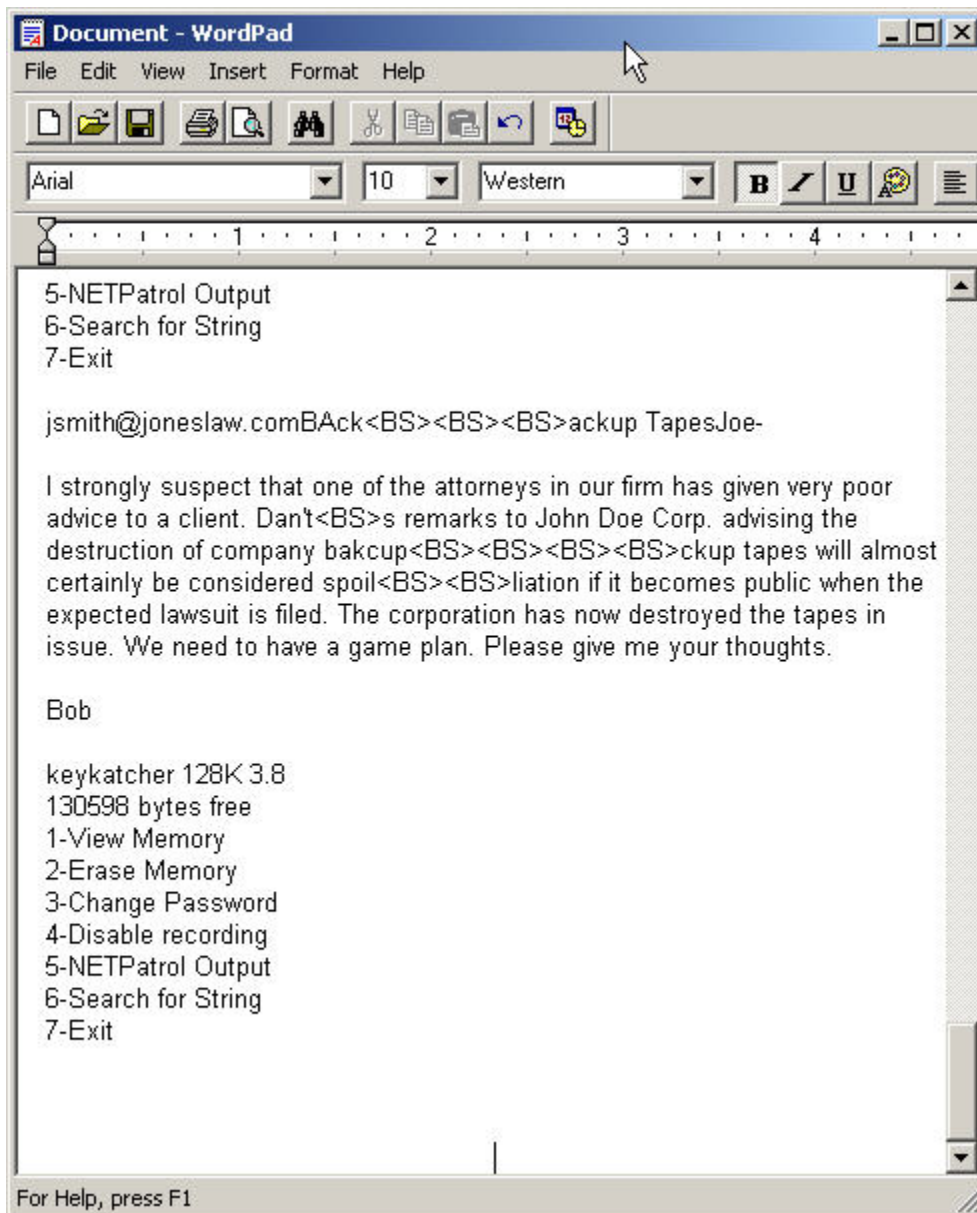 Document - WordPad
File Edit View Insert Format Help
Arial 10 Western B I U
1 2 3 4
5-NETPatrol Output
6-Search for String
7-Exit
jsmith@joneslaw.comBAck<BS><BS><BS>ackup TapesJoe-
I strongly suspect that one of the attorneys in our firm has given very poor
advice to a client. Dan't<BS>s remarks to John Doe Corp. advising the
destruction of company bakcup<BS><BS><BS><BS>ckup tapes will almost
certainly be considered spoil<BS><BS>liation if it becomes public when the
expected lawsuit is filed. The corporation has now destroyed the tapes in
issue. We need to have a game plan. Please give me your thoughts.
Bob
keykatcher 128K 3.8
130598 bytes free
1-View Memory
2-Erase Memory
3-Change Password
4-Disable recording
5-NETPatrol Output
6-Search for String
7-Exit
For Help, press F1